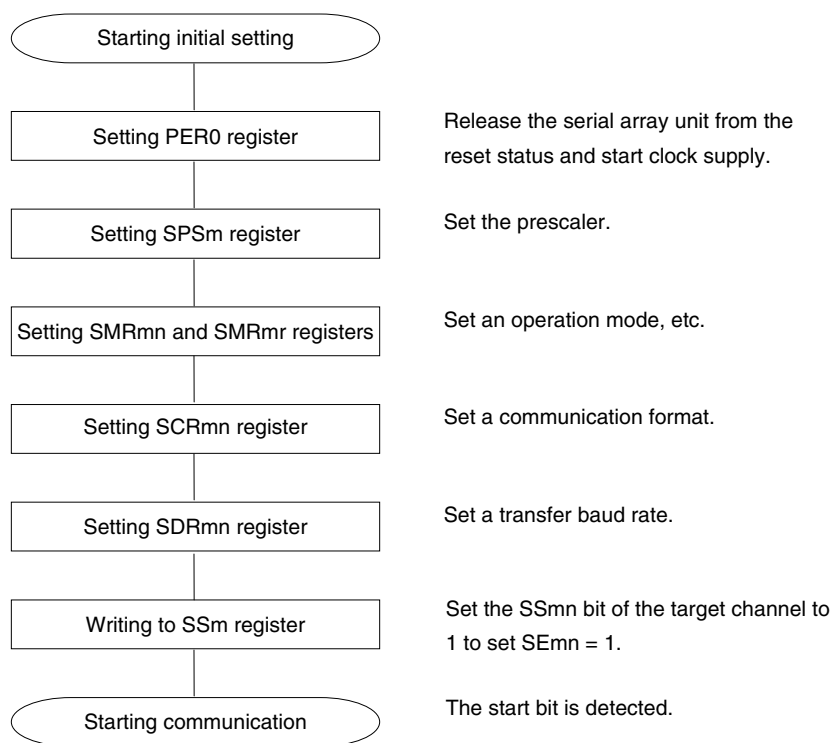 Starting initial setting
Setting PER0 register
Release the serial array unit from the
reset status and start clock supply.
Setting SPSm register
Set the prescaler.
Setting SMRmn and SMRmr registers
Set an operation mode, etc.
Setting SCRmn register
Set a communication format.
Setting SDRmn register
Set a transfer baud rate.
Writing to SSm register
Set the SSmn bit of the target channel to
1 to set SEmn = 1.
Starting communication
The start bit is detected.